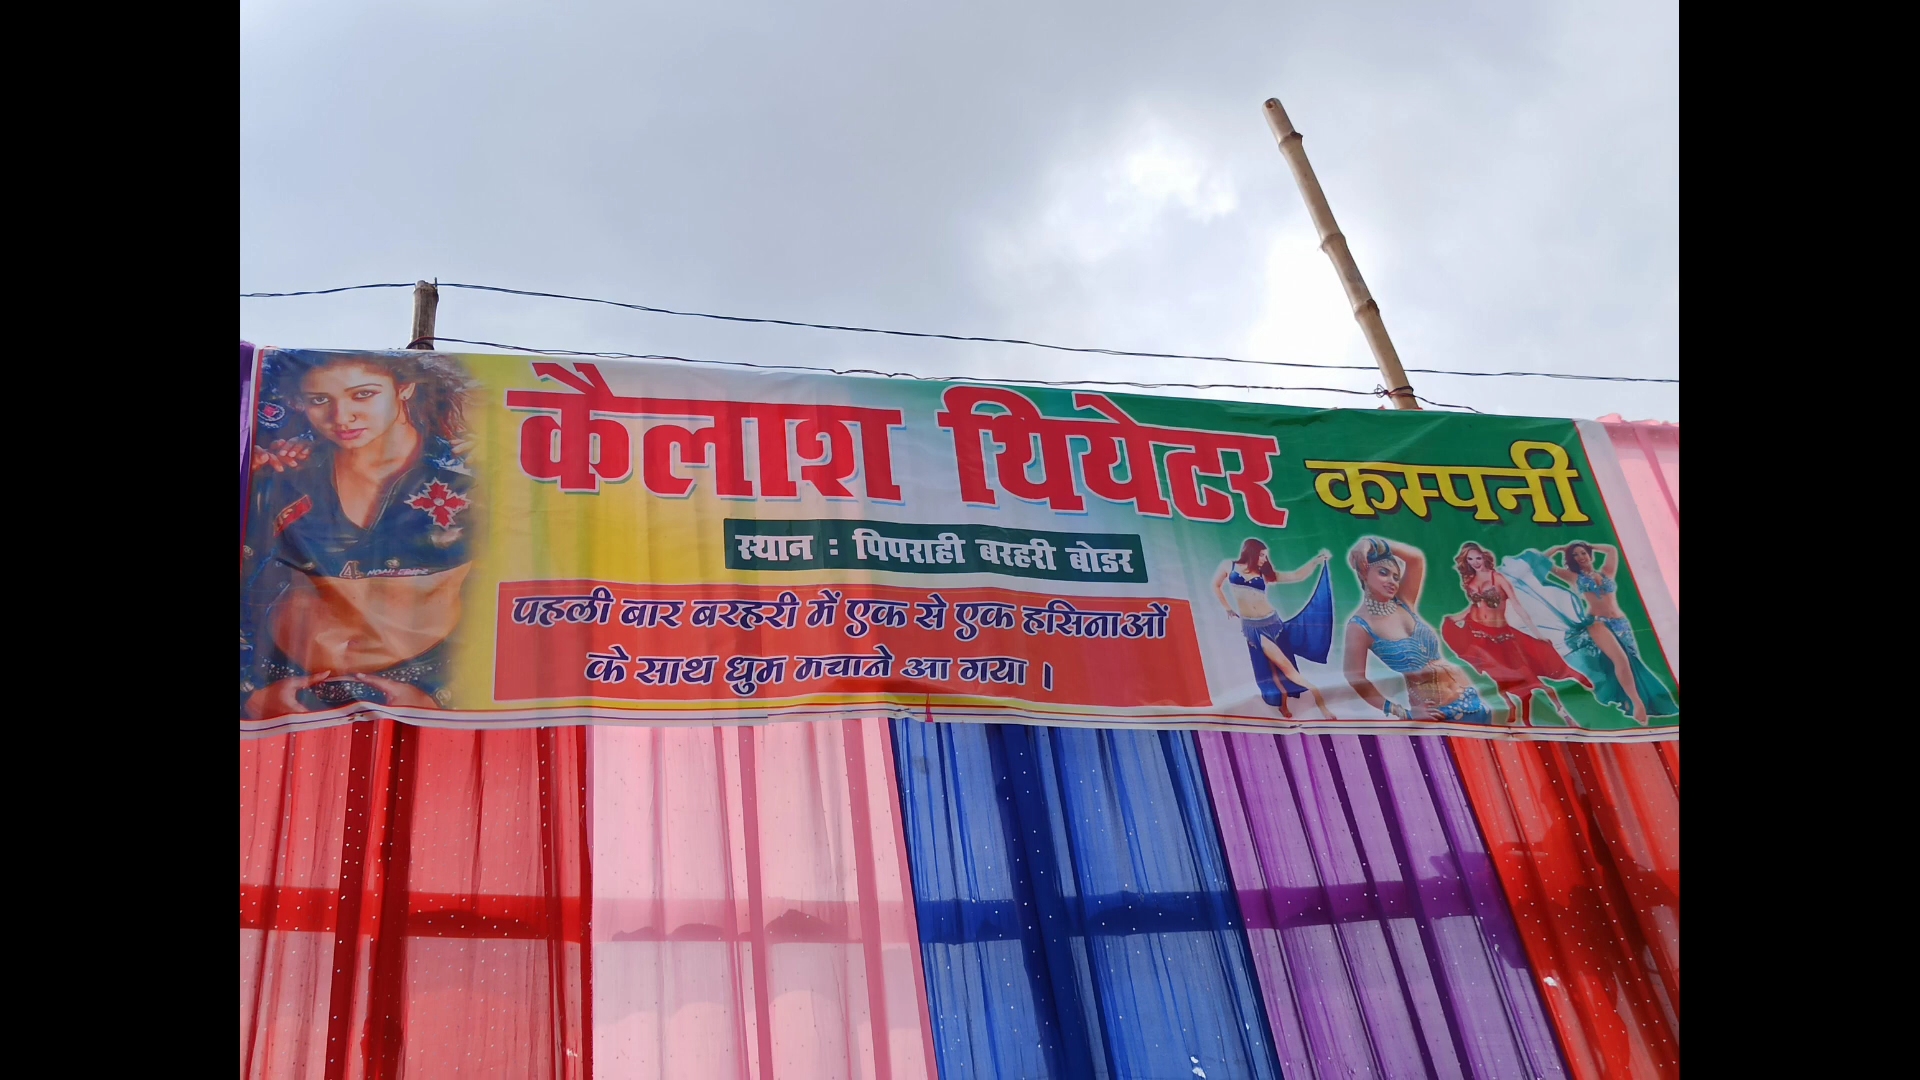 कैलाश थियेटर कम्पनी
स्थान : पिपराही बरहरी बोडर
पहली बार बरहरी में एक से एक हसिनाओं
के साथ धुम मचाने आ गया ।